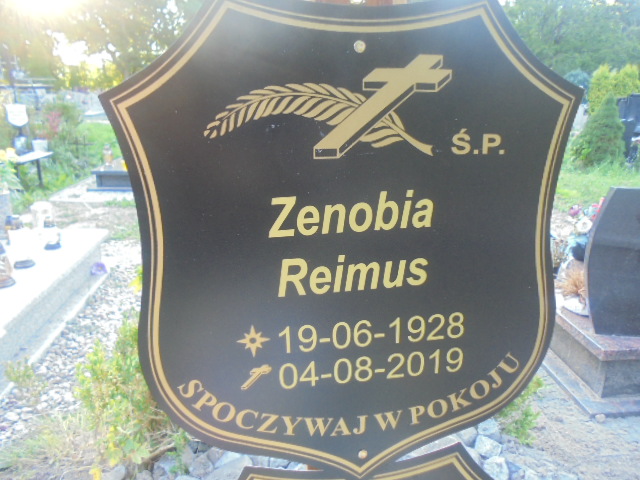 Ś.P.
Zenobia
Reimus
19-06-1928
04-08-2019
SPOCZYWAJ W POKOJU